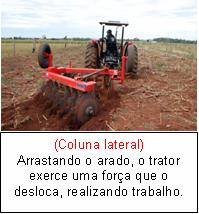 (Coluna lateral)
Arrastando o arado, o trator
exerce uma força que o
desloca, realizando trabalho.